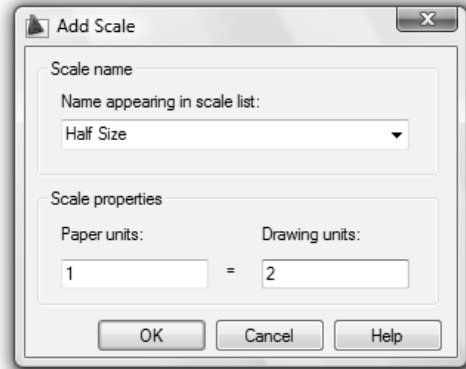 Add Scale
Scale name
Name appearing in scale list:
Half Size
Scale properties
Paper units: Drawing units:
1 = 2
OK Cancel Help